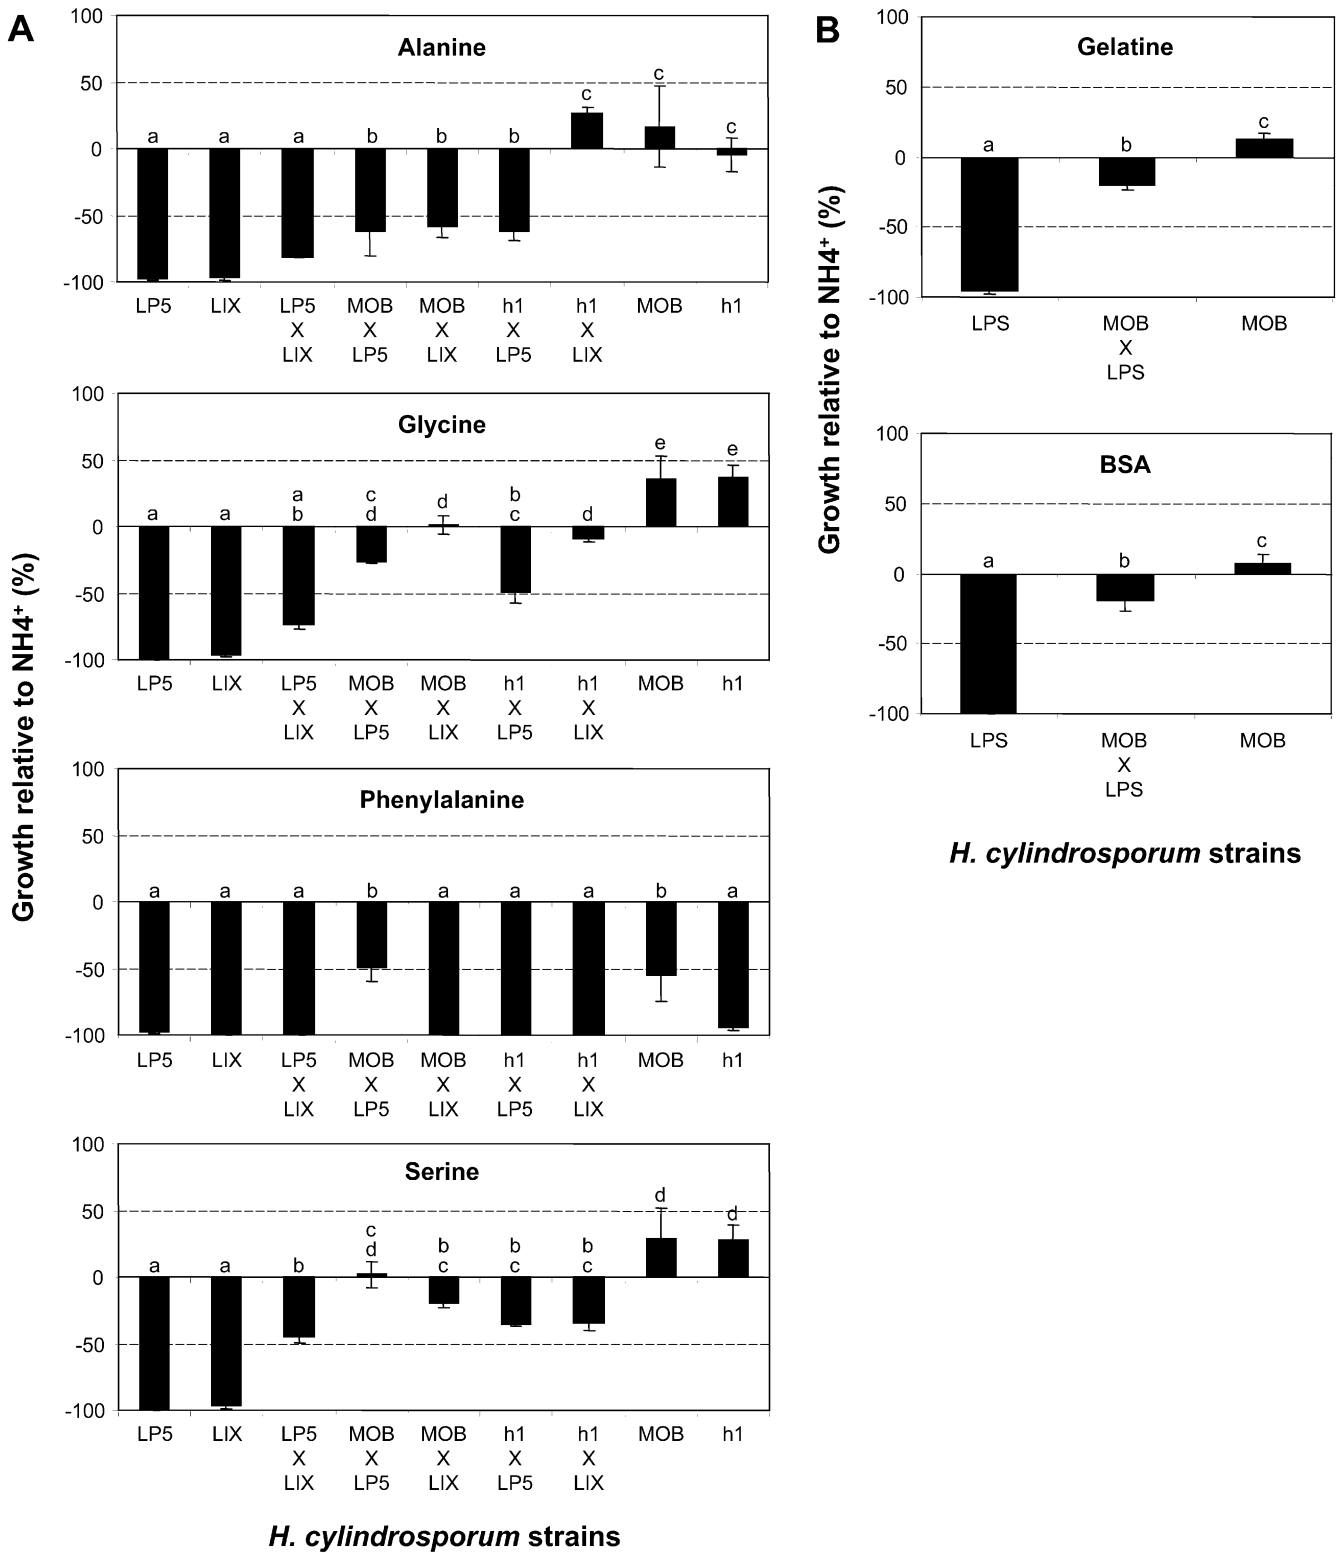 A
Growth relative to NH4+ (%)
Alanine
100
50
0
-50
-100
a a a b b b c c c
LP5 LIX LP5 MOB MOB h1 h1 MOB h1
X X X X X
LIX LP5 LIX LP5 LIX
Glycine
100
50
0
-50
-100
e e
a c d b
a a b d c d
LP5 LIX LP5 MOB MOB h1 h1 MOB h1
X X X X X
LIX LP5 LIX LP5 LIX
Phenylalanine
100
50
0
-50
-100
a a a b a a a b a
LP5 LIX LP5 MOB MOB h1 h1 MOB h1
X X X X X
LIX LP5 LIX LP5 LIX
Serine
100
50
0
-50
-100
d d
c b b b
a a b d c c c
LP5 LIX LP5 MOB MOB h1 h1 MOB h1
X X X X X
LIX LP5 LIX LP5 LIX
H. cylindrosporum strains
B
Growth relative to NH4+ (%)
Gelatine
100
50
0
-50
-100
a b c
LPS MOB MOB
X
LPS
BSA
100
50
0
-50
-100
a b c
LPS MOB MOB
X
LPS
H. cylindrosporum strains